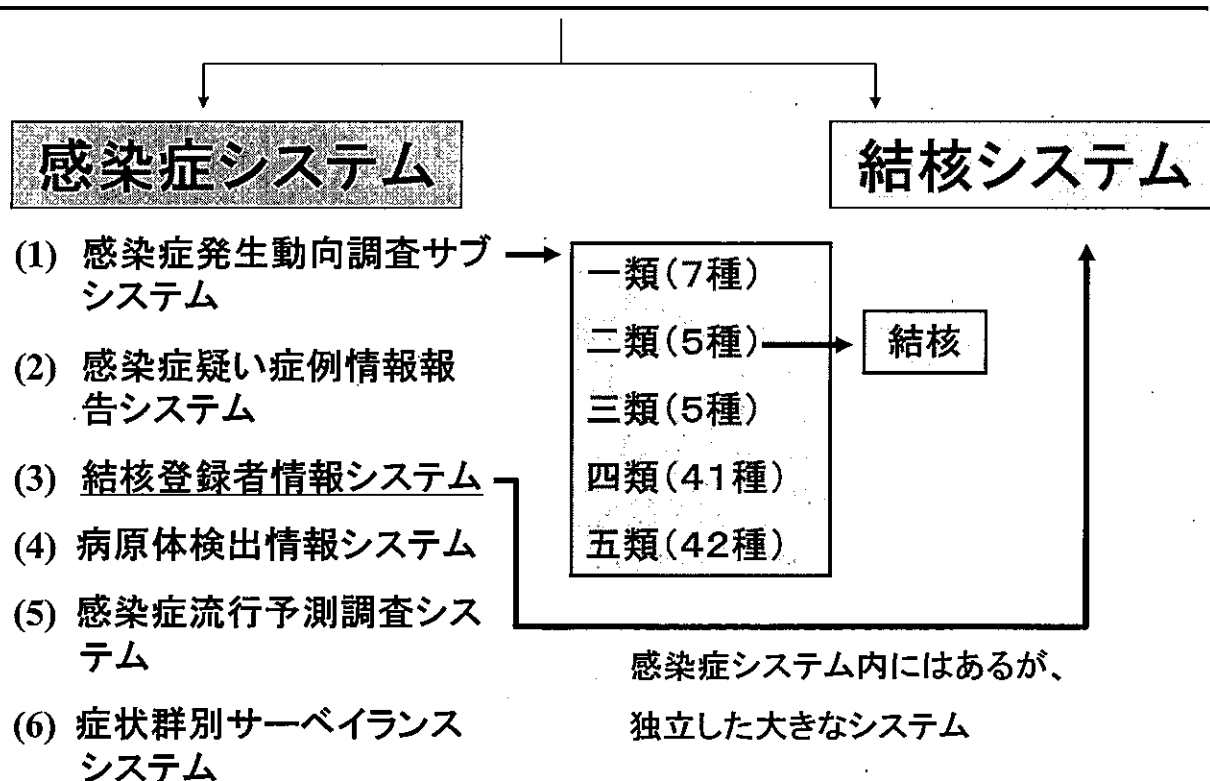 感染症システム
結核システム
(1) 感染症発生動向調査サブ
システム
(2) 感染症疑い症例情報報
告システム
(3) 結核登録者情報システム
(4) 病原体検出情報システム
(5) 感染症流行予測調査シス
テム
(6) 症状群別サーベイランス
システム
一類(7種)
二類(5種)
三類(5種)
四類(41種)
五類(42種)
結核
感染症システム内にはあるが、
独立した大きなシステム